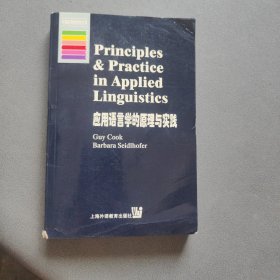 Principles
& Practice
in Applied
Linguistics
应用语言学的原理与实践
Guy Cook
Barbara Seidlhofer
上海外语教育出版社